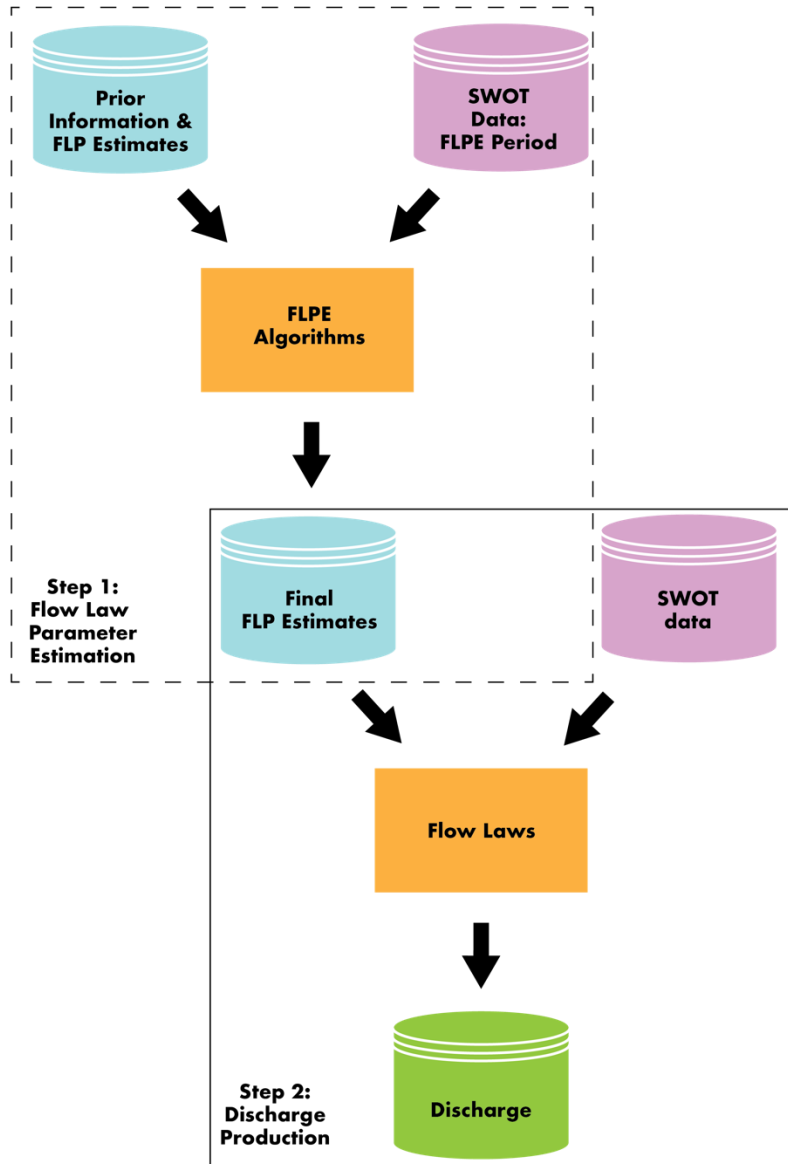 Prior
Information &
FLP Estimates
SWOT
Data:
FLPE Period
FLPE
Algorithms
Step 1:
Flow Law
Parameter
Estimation
Final
FLP Estimates
SWOT
data
Flow Laws
Step 2:
Discharge
Production
Discharge